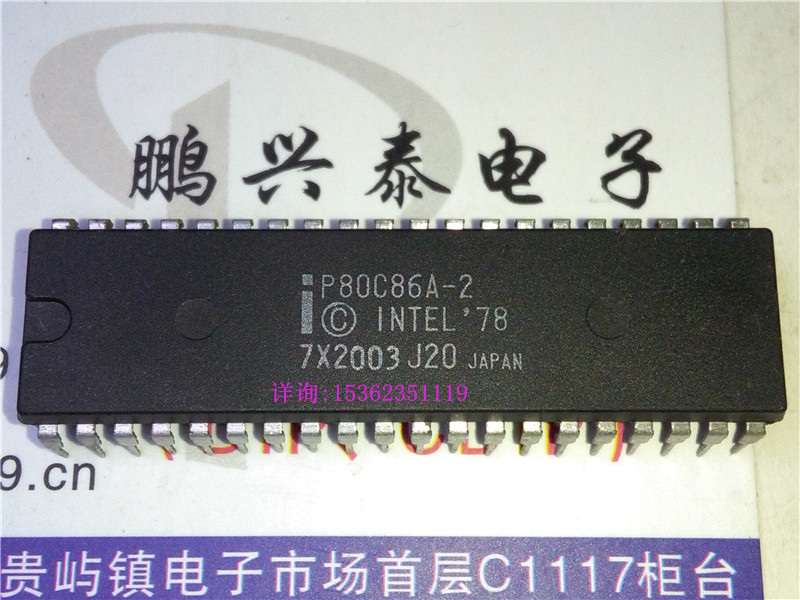 鹏兴泰电子
P80C86A-2
© INTEL '78
7X2003 J20 JAPAN
详询:15362351119
9.cn
贵屿镇电子市场首层C1117柜台